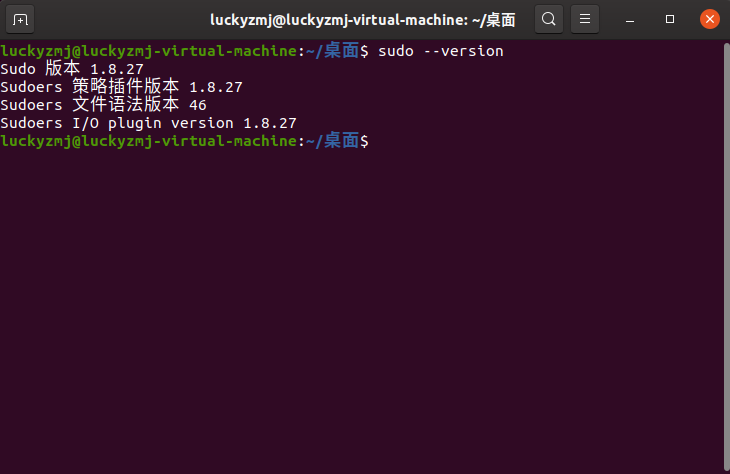 luckyzmj@luckyzmj-virtual-machine: ~/桌面
luckyzmj@luckyzmj-virtual-machine:~/桌面$ sudo --version
Sudo 版本 1.8.27
Sudoers 策略插件版本 1.8.27
Sudoers 文件语法版本 46
Sudoers I/O plugin version 1.8.27
luckyzmj@luckyzmj-virtual-machine:~/桌面$